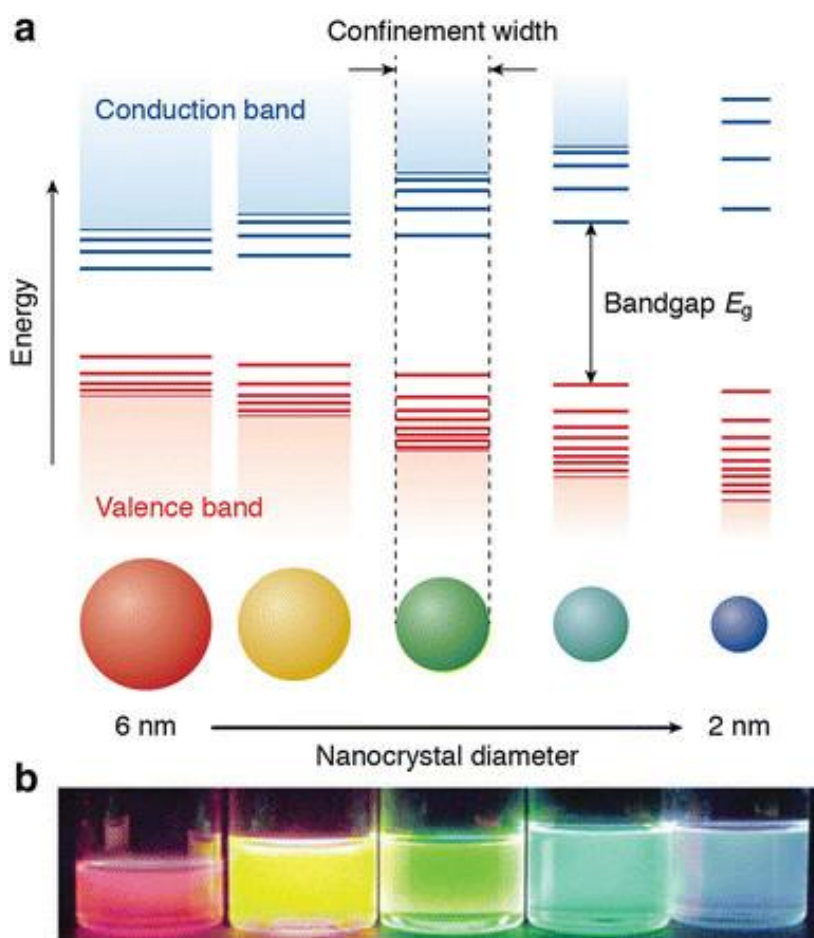 a
Confinement width
Conduction band
Energy
Bandgap Eg
Valence band
6 nm
2 nm
Nanocrystal diameter
b